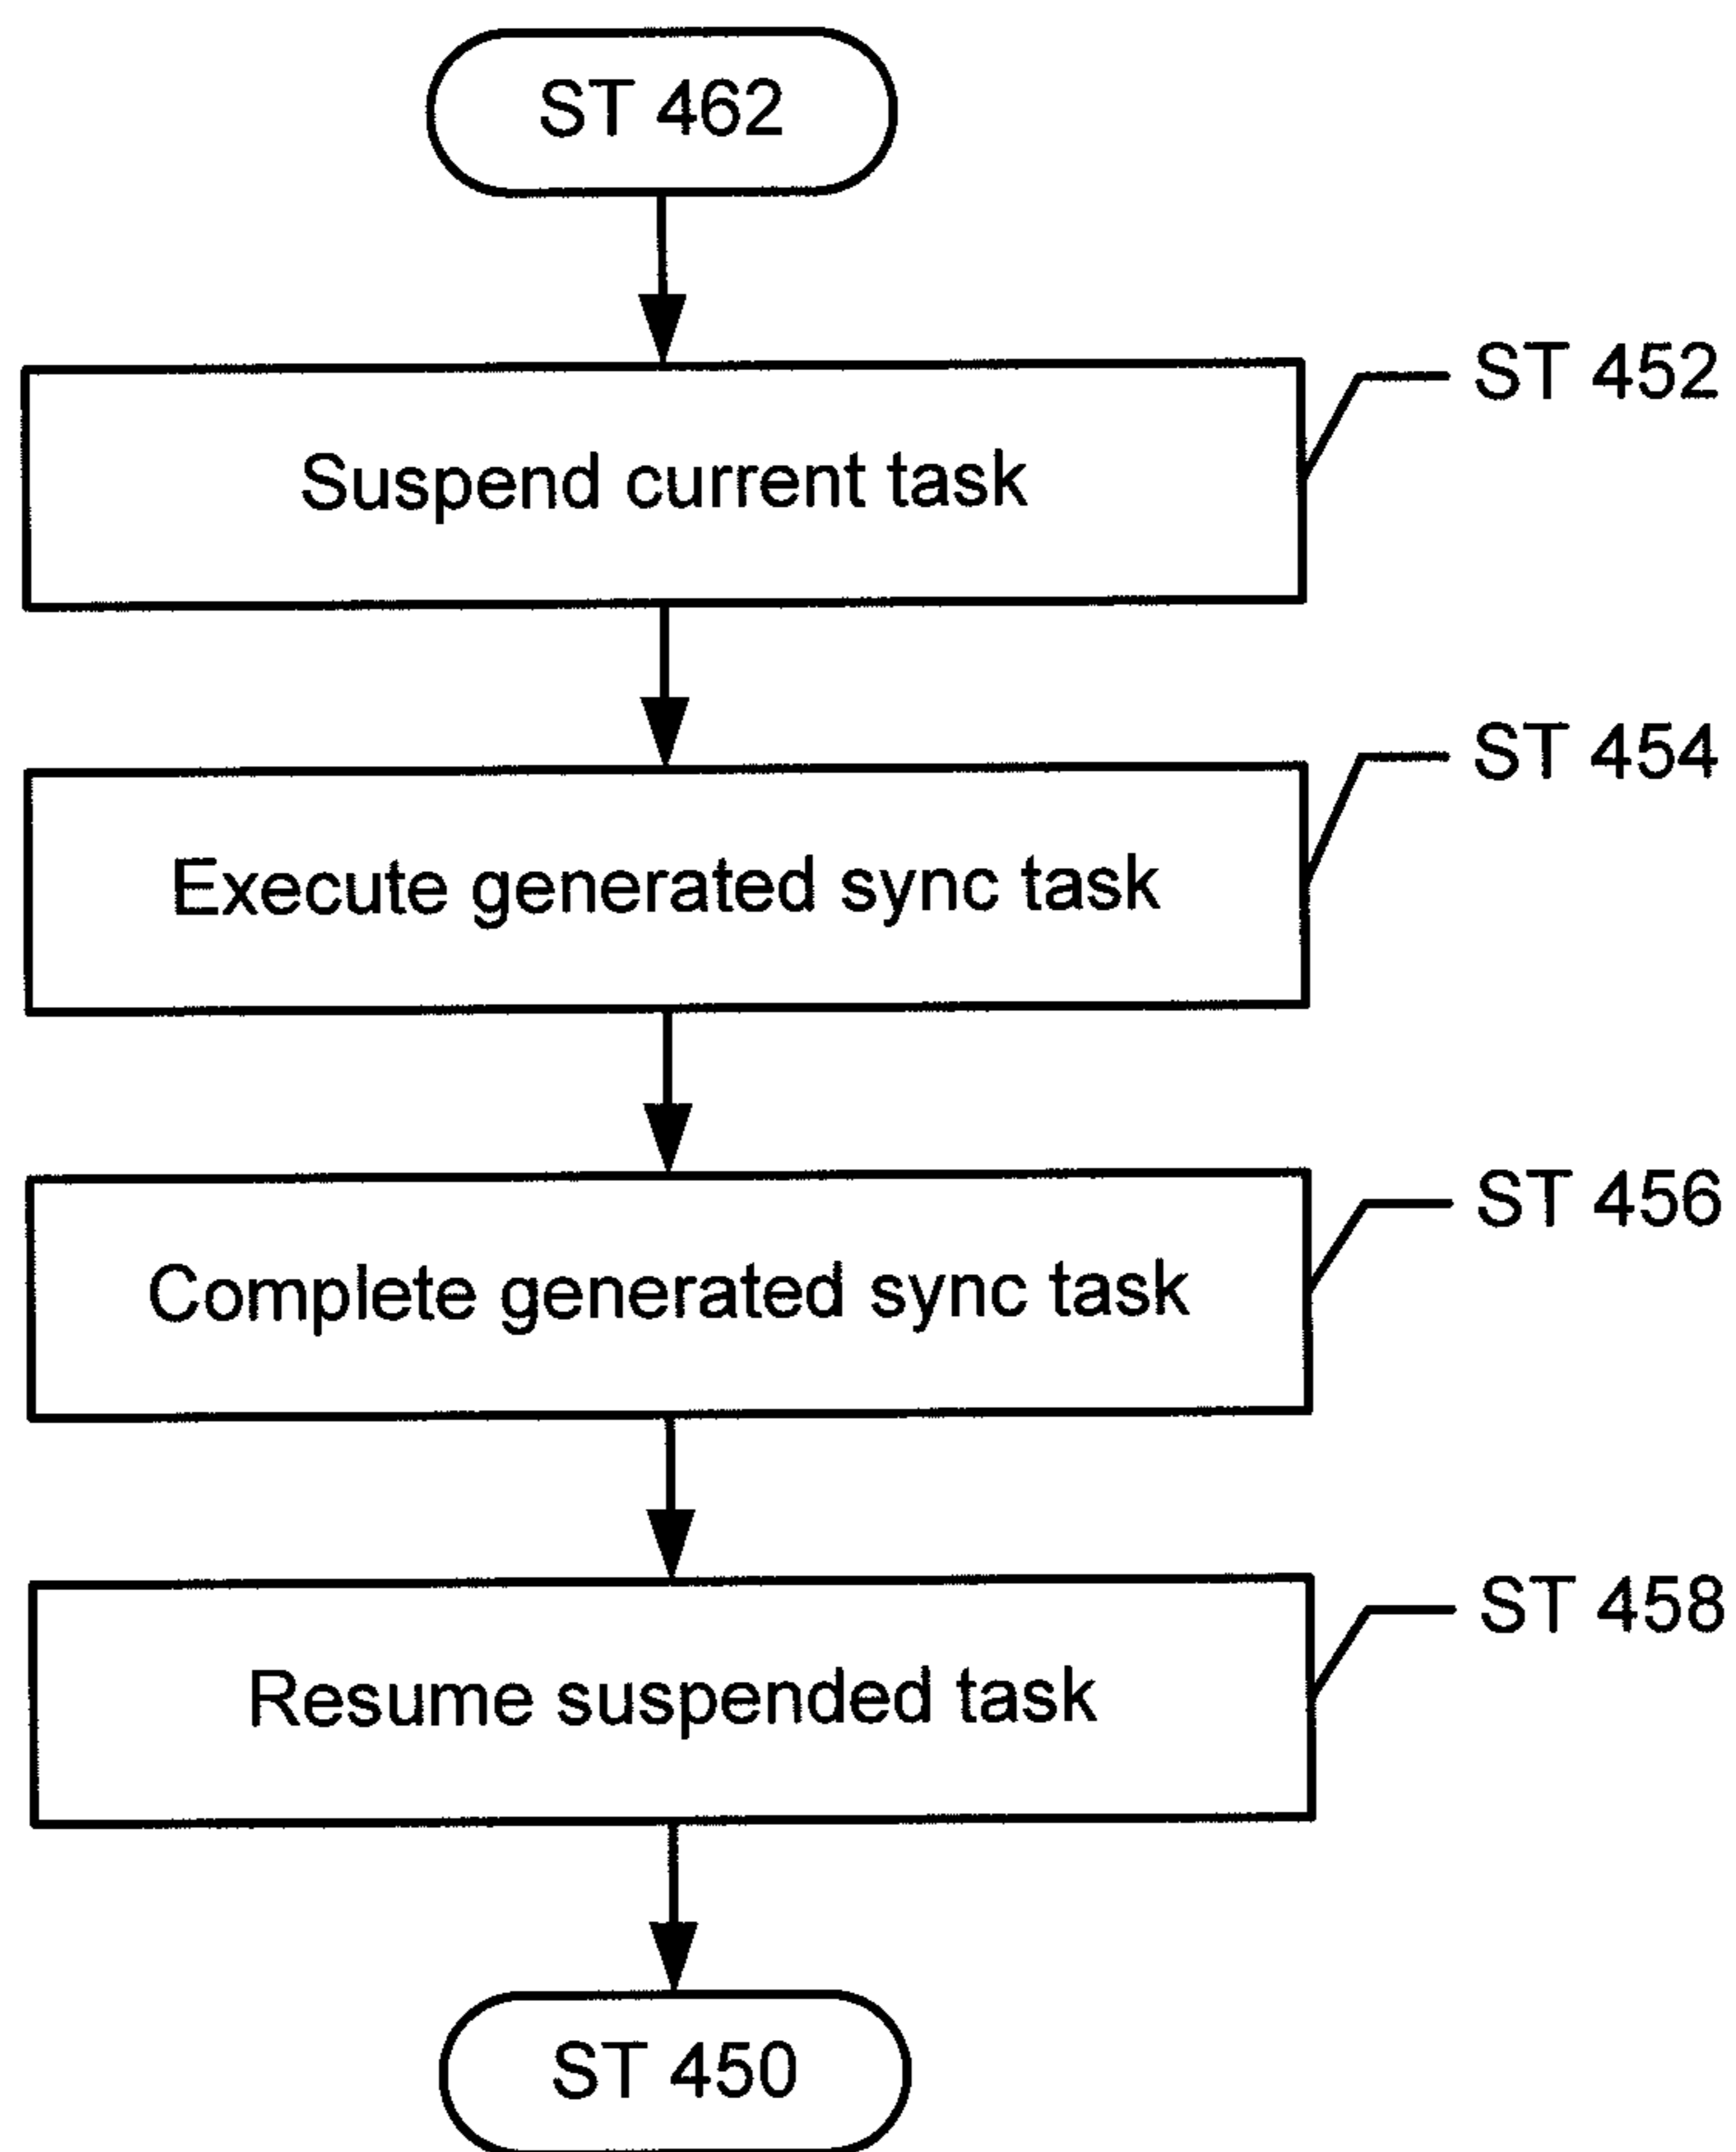 ST 462
ST 452
Suspend current task
ST 454
Execute generated sync task
ST 456
Complete generated sync task
ST 458
Resume suspended task
ST 450